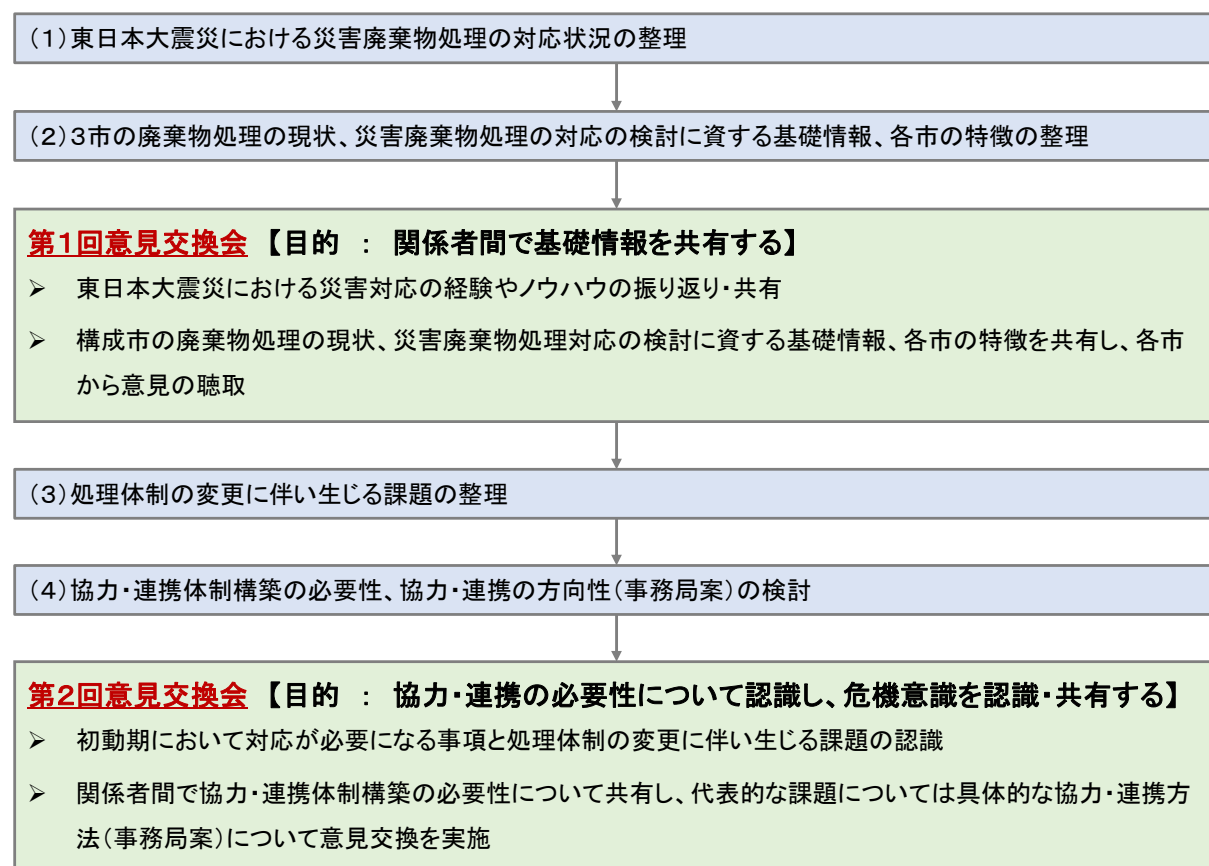 （1）東日本大震災における災害廃棄物処理の対応状況の整理
（2）3市の廃棄物処理の現状、災害廃棄物処理の対応の検討に資する基礎情報、各市の特徴の整理
第１回意見交換会 【目的 ： 関係者間で基礎情報を共有する】
➢ 東日本大震災における災害対応の経験やノウハウの振り返り・共有
➢ 構成市の廃棄物処理の現状、災害廃棄物処理対応の検討に資する基礎情報、各市の特徴を共有し、各市
から意見の聴取
（3）処理体制の変更に伴い生じる課題の整理
（4）協力・連携体制構築の必要性、協力・連携の方向性（事務局案）の検討
第２回意見交換会 【目的 ： 協力・連携の必要性について認識し、危機意識を認識・共有する】
➢ 初動期において対応が必要になる事項と処理体制の変更に伴い生じる課題の認識
➢ 関係者間で協力・連携体制構築の必要性について共有し、代表的な課題については具体的な協力・連携方
法（事務局案）について意見交換を実施